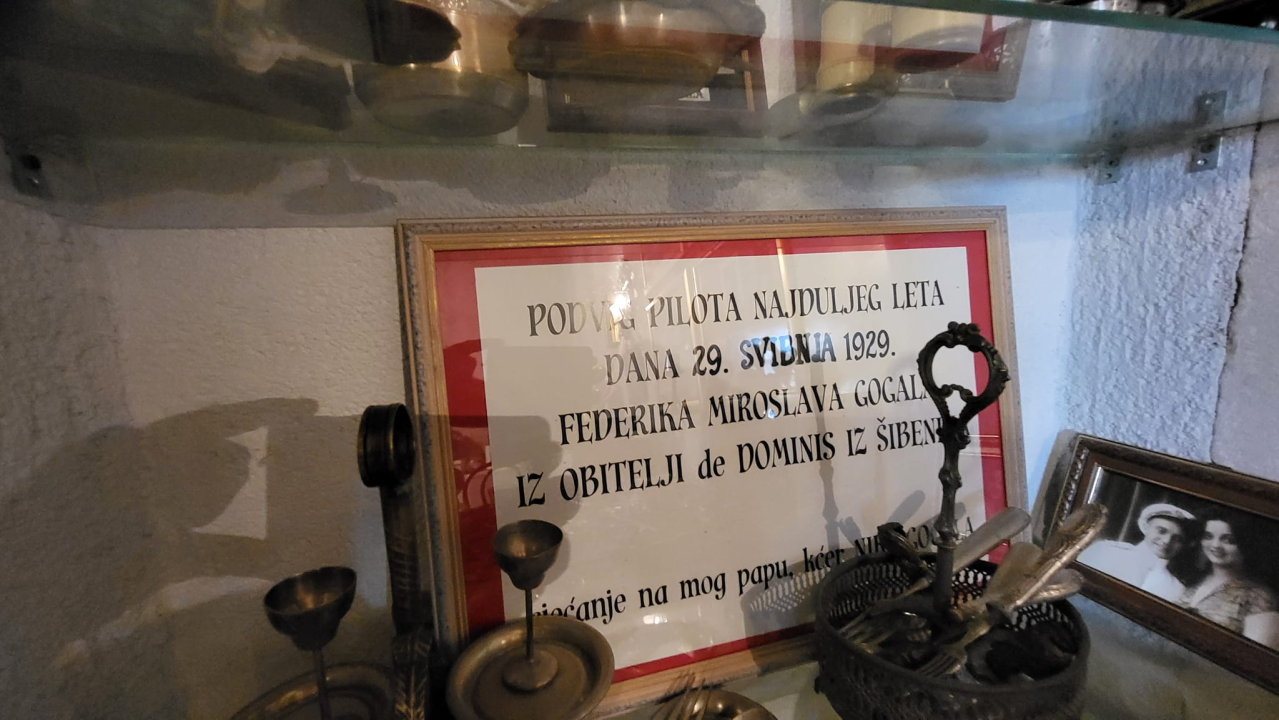 PODVIG PILOTA NAJDULJEG LETA
DANA 29. SVIBNJA 1929.
FEDERIKA MIROSLAVA GOGALA
IZ OBITELJI de DOMINIS IZ
na mog papu, kćer